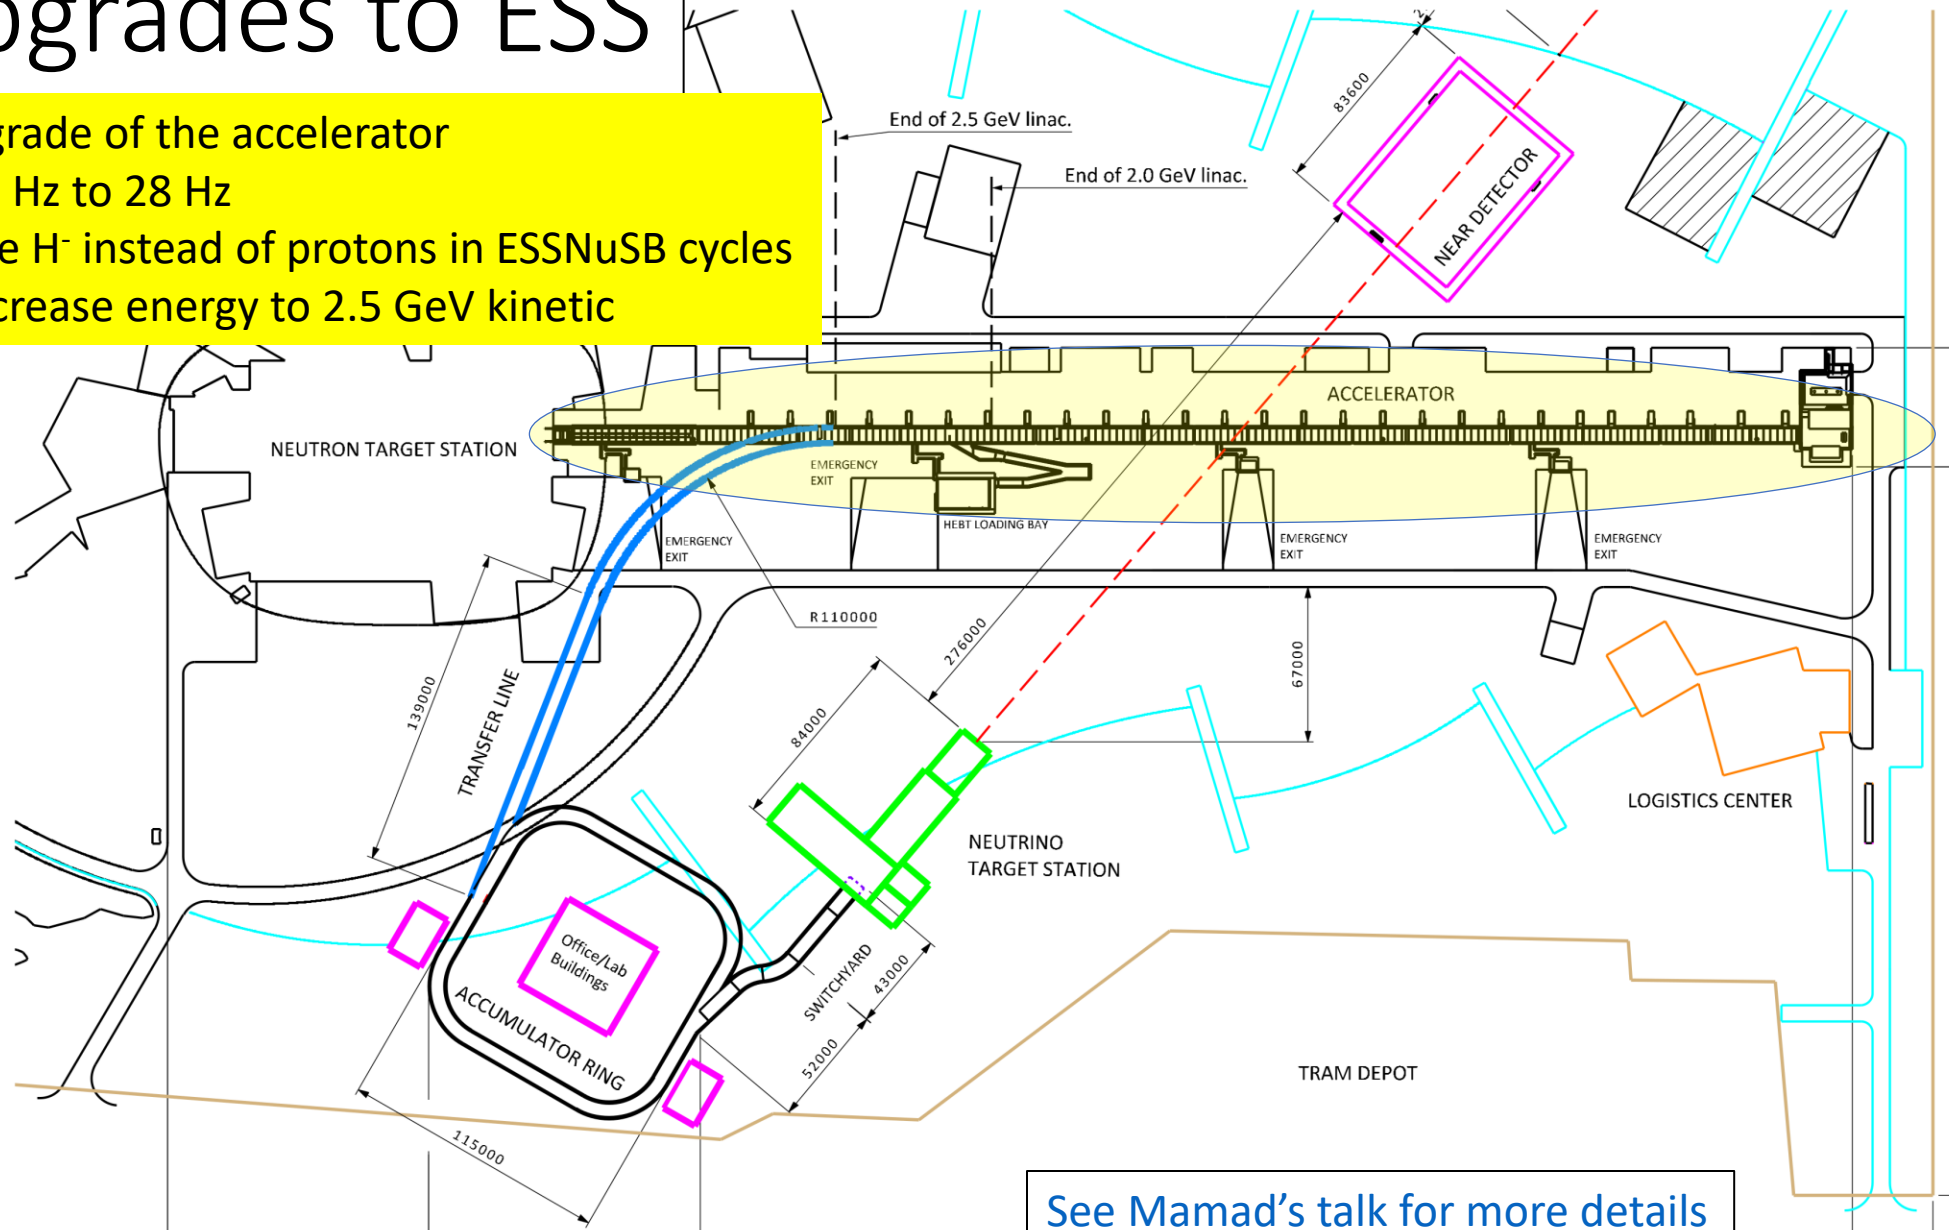 pgrades to ESS
grade of the accelerator
Hz to 28 Hz
e H⁻ instead of protons in ESSNuSB cycles
crease energy to 2.5 GeV kinetic
End of 2.5 GeV linac.
End of 2.0 GeV linac.
83600
NEAR DETECTOR
ACCELERATOR
NEUTRON TARGET STATION
EMERGENCY
EXIT
HEBT LOADING BAY
EMERGENCY
EXIT
EMERGENCY
EXIT
EMERGENCY
EXIT
R110000
276000
67000
139000
TRANSFER LINE
84000
NEUTRINO
TARGET STATION
LOGISTICS CENTER
Office/Lab
Buildings
ACCUMULATOR RING
SWITCHYARD
43000
52000
115000
TRAM DEPOT
See Mamad's talk for more details